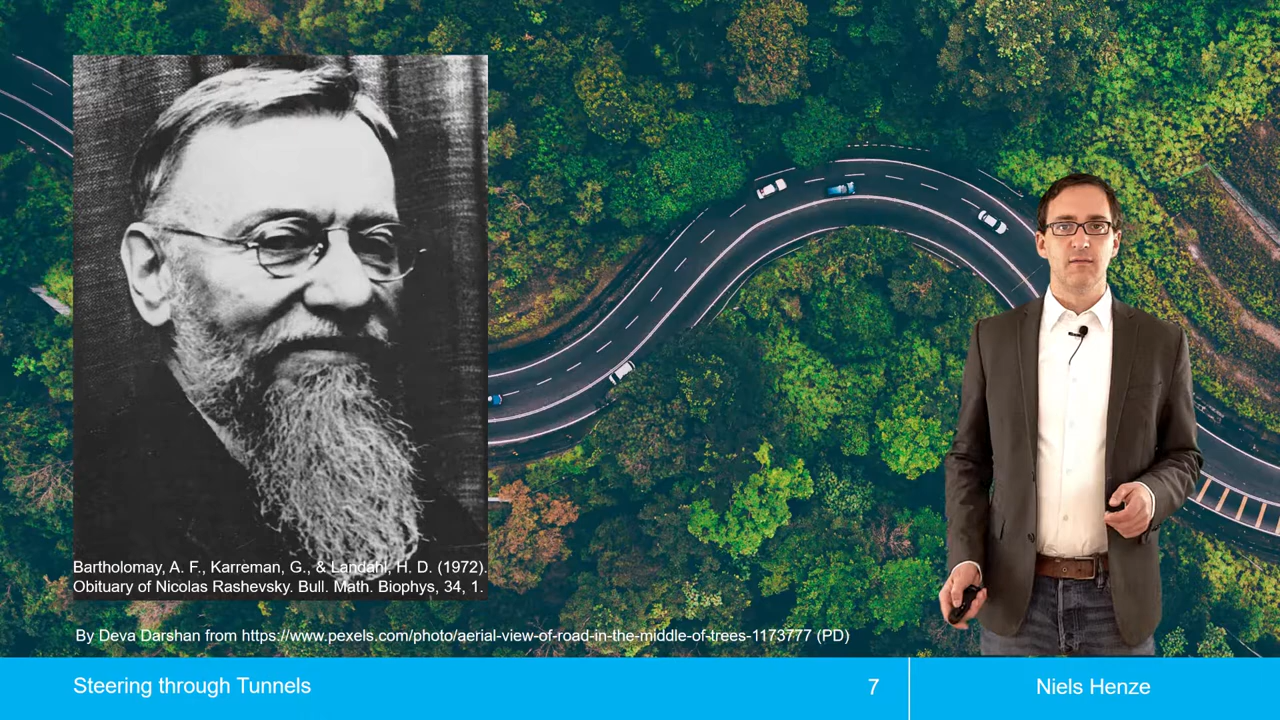 Bartholomay, A. F., Karreman, G., & Landahl, H. D. (1972).
Obituary of Nicolas Rashevsky. Bull. Math. Biophys, 34, 1.
By Deva Darshan from https://www.pexels.com/photo/aerial-view-of-road-in-the-middle-of-trees-1173777 (PD)
Steering through Tunnels
7
Niels Henze